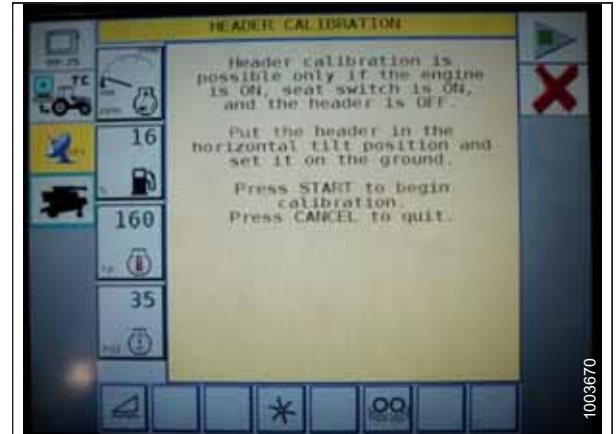 HEADER CALIBRATION
Header calibration is
possible only if the engine
is ON, seat switch is ON,
and the header is OFF.
Put the header in the
horizontal tilt position and
set it on the ground.
Press START to begin
calibration.
Press CANCEL to quit.
TC
16
160
35
1003670